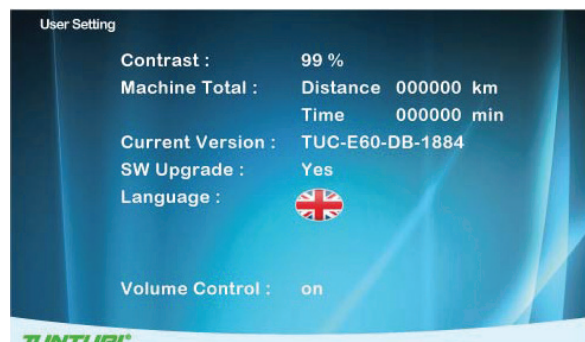 User Setting
Contrast : 99 %
Machine Total : Distance 000000 km
Time 000000 min
Current Version : TUC-E60-DB-1884
SW Upgrade : Yes
Language :
Volume Control : on
TUNTURI®